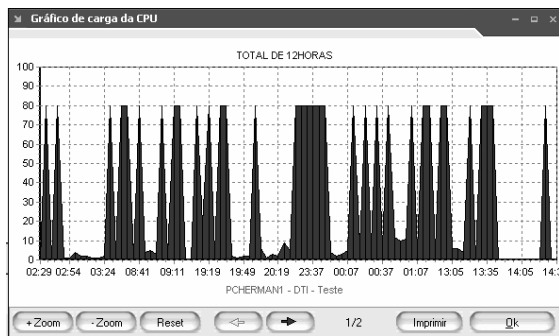 Gráfico de carga da CPU
TOTAL DE 12HORAS
100
90
80
70
60
50
40
30
20
10
0
02:29 02:54 03:24 08:41 09:11 19:19 19:49 20:19 23:37 00:07 00:37 01:07 13:05 13:35 14:05
PCHERMAN1 - DTI - Teste
+ Zoom - Zoom Reset 1/2 Imprimir Ok